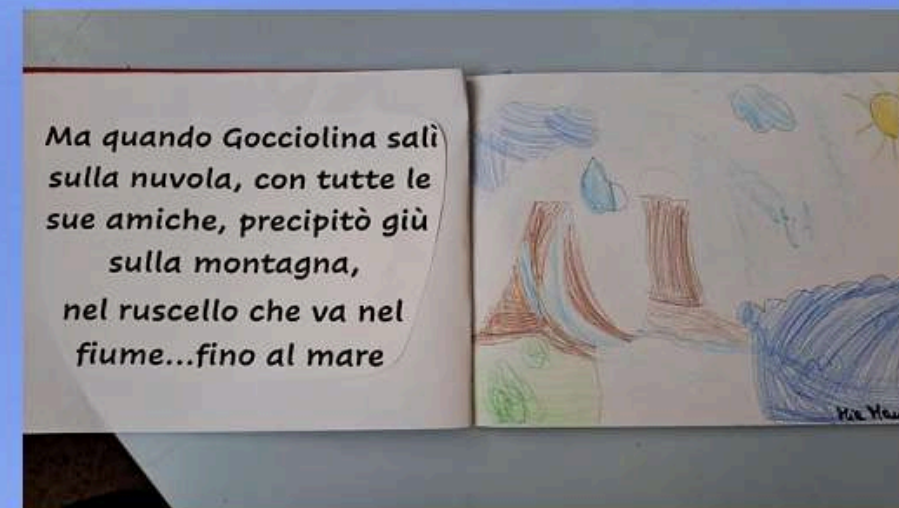 Ma quando Gocciolina salì
sulla nuvola, con tutte le
sue amiche, precipitò giù
sulla montagna,
nel ruscello che va nel
fiume...fino al mare